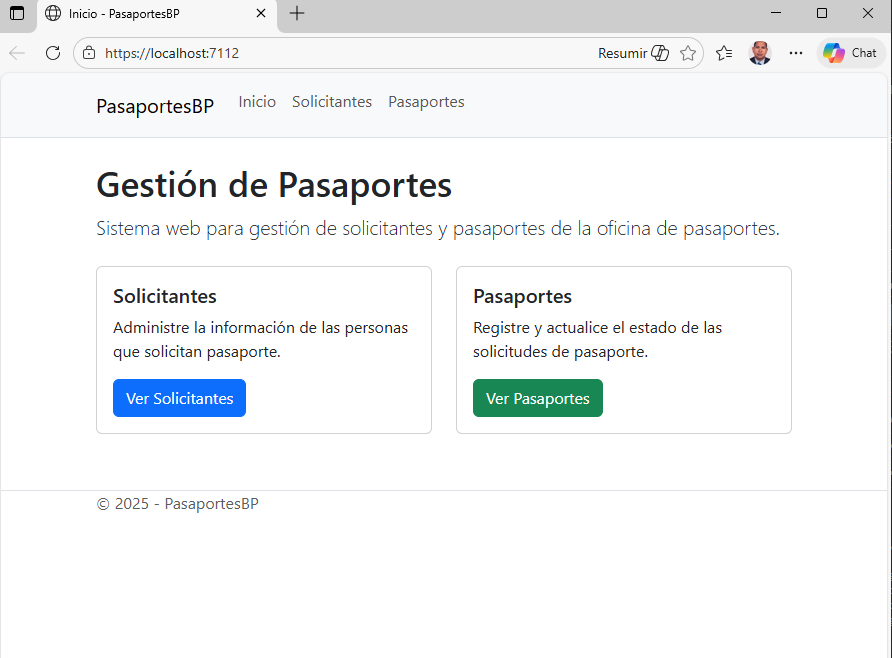 Inicio - PasaportesBP
https://localhost:7112
Resumir
Chat
PasaportesBP
Inicio
Solicitantes
Pasaportes
Gestión de Pasaportes
Sistema web para gestión de solicitantes y pasaportes de la oficina de pasaportes.
Solicitantes
Administre la información de las personas
que solicitan pasaporte.
Ver Solicitantes
Pasaportes
Registre y actualice el estado de las
solicitudes de pasaporte.
Ver Pasaportes
© 2025 - PasaportesBP